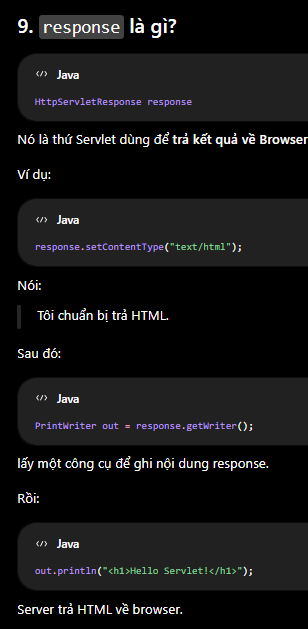 9. response là gì?
Java
HttpServletResponse response
Nó là thứ Servlet dùng để trả kết quả về Browser
Ví dụ:
Java
response.setContentType("text/html");
Nói:
Tôi chuẩn bị trả HTML.
Sau đó:
Java
PrintWriter out = response.getWriter();
lấy một công cụ để ghi nội dung response.
Rồi:
Java
out.println("<h1>Hello Servlet!</h1>");
Server trả HTML về browser.